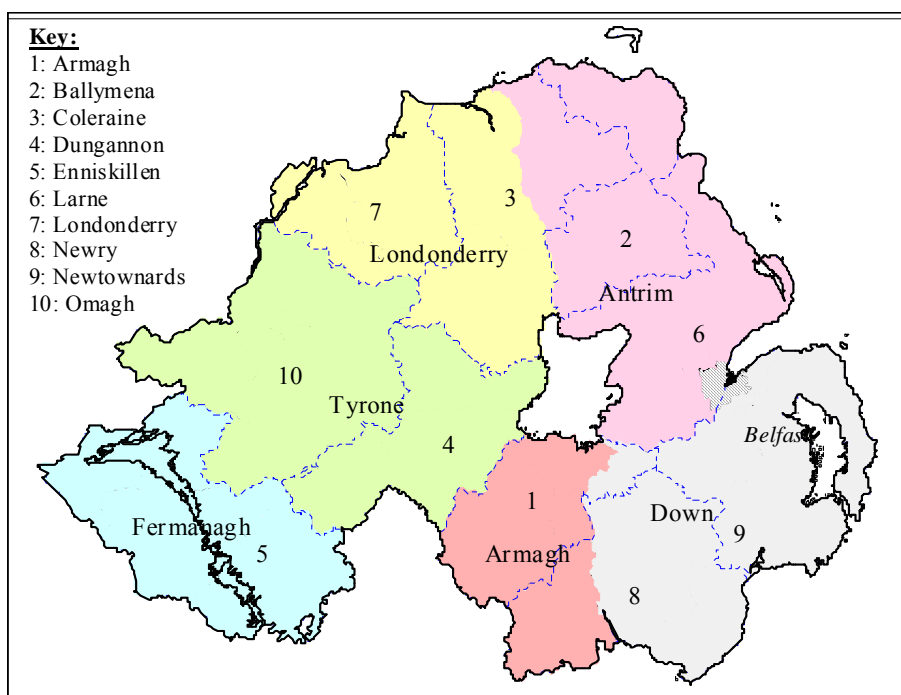 Key:
1: Armagh
2: Ballymena
3: Coleraine
4: Dungannon
5: Enniskillen
6: Larne
7: Londonderry
8: Newry
9: Newtownards
10: Omagh
3
7
2
Londonderry
Antrim
6
10
Tyrone
4
Belfas
1
Down
Fermanagh
9
5
Armagh
8